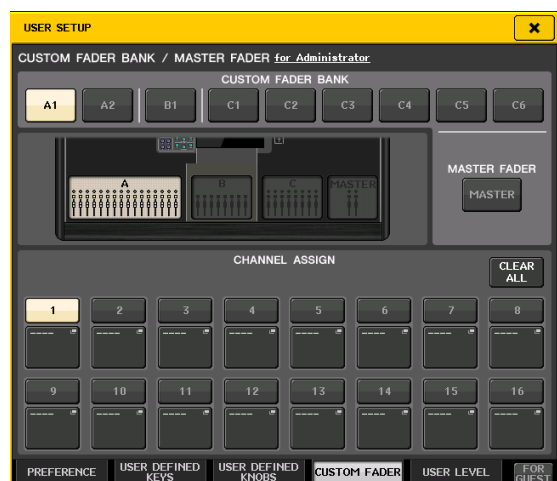 USER SETUP
CUSTOM FADER BANK / MASTER FADER for Administrator
CUSTOM FADER BANK
A1 A2 B1 C1 C2 C3 C4 C5 C6
A B C MASTER
MASTER FADER
MASTER
CHANNEL ASSIGN
CLEAR ALL
1 2 3 4 5 6 7 8
---- ---- ---- ---- ---- ---- ---- ----
9 10 11 12 13 14 15 16
---- ---- ---- ---- ---- ---- ---- ----
PREFERENCE USER DEFINED KEYS USER DEFINED KNOBS CUSTOM FADER USER LEVEL FOR GUEST